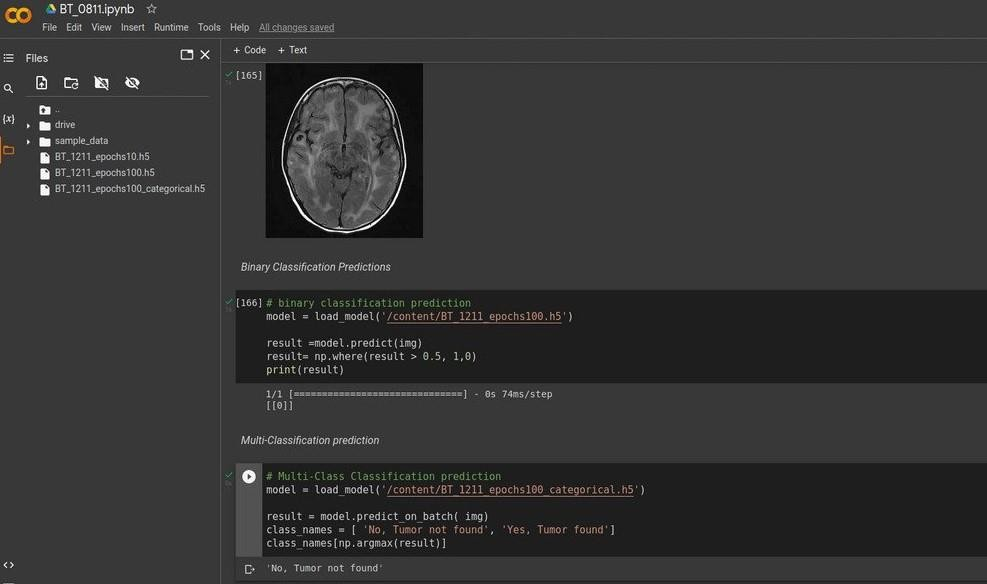 BT_0811.ipynb
File Edit View Insert Runtime Tools Help All changes saved
Files
+ Code + Text
..
drive
sample_data
BT_1211_epochs10.h5
BT_1211_epochs100.h5
BT_1211_epochs100_categorical.h5
{x}
<>
[165]
Binary Classification Predictions
[166] # binary classification prediction
model = load_model('/content/BT_1211_epochs100.h5')
result =model.predict(img)
result= np.where(result > 0.5, 1,0)
print(result)
1/1 [==============================] - 0s 74ms/step
[[0]]
Multi-Classification prediction
# Multi-Class Classification prediction
model = load_model('/content/BT_1211_epochs100_categorical.h5')
result = model.predict_on_batch( img)
class_names = [ 'No, Tumor not found', 'Yes, Tumor found']
class_names[np.argmax(result)]
'No, Tumor not found'